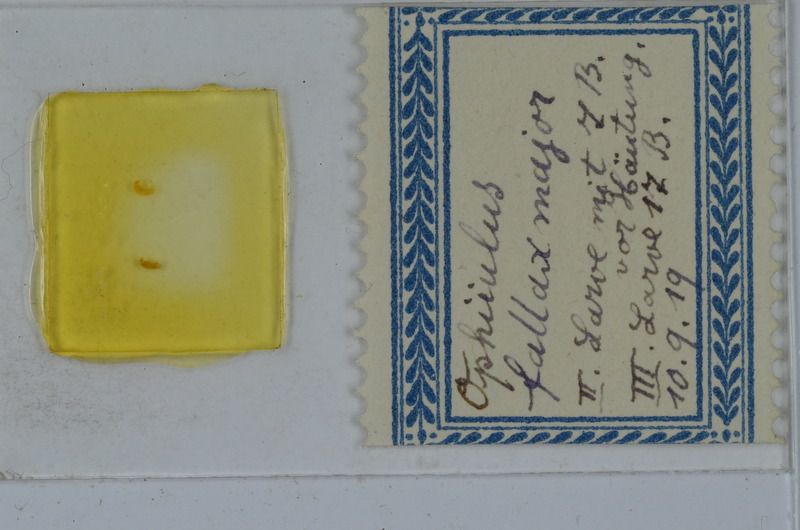 Ophiiulus
fallax major
II. Larve mit 7 B.
vor Häutung.
III. Larve 17 B.
10.9.19